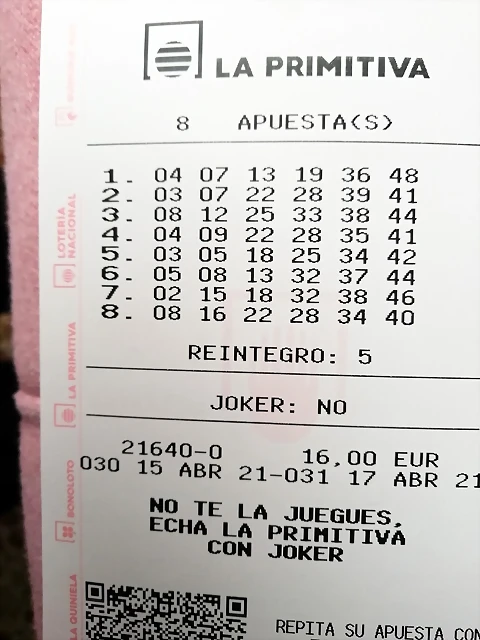 LA PRIMITIVA
8 APUESTA(S)
1. 04 07 13 19 36 48
2. 03 07 22 28 39 41
3. 08 12 25 33 38 44
4. 04 09 22 28 35 41
5. 03 05 18 25 34 42
6. 05 08 13 32 37 44
7. 02 15 18 32 38 46
8. 08 16 22 28 34 40
REINTEGRO: 5
JOKER: NO
21640-0 16,00 EUR
030 15 ABR 21-031 17 ABR 21
NO TE LA JUEGUES,
ECHA LA PRIMITIVA
CON JOKER
REPITA SU APUESTA CON
LOTERIA
NACIONAL
LA PRIMITIVA
BONOLOTO
LA QUINIELA